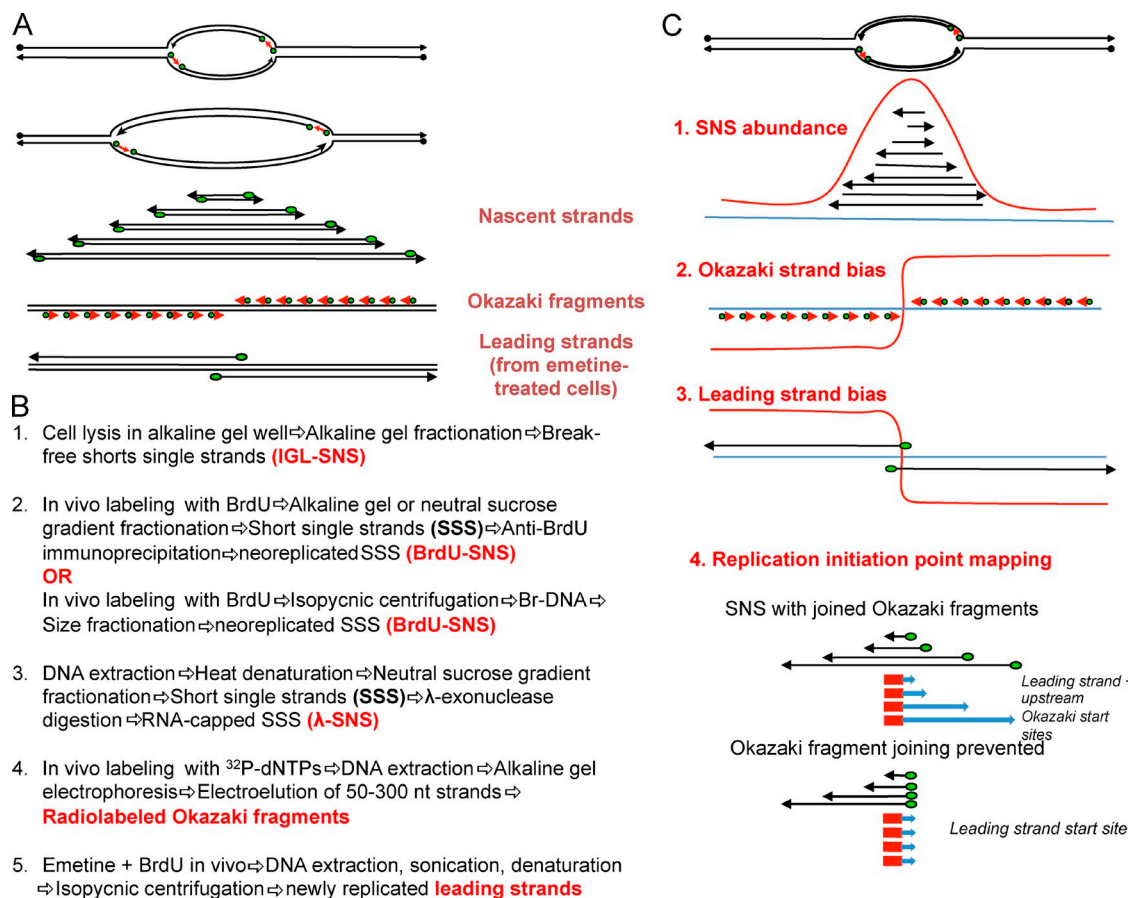 A
Nascent strands
Okazaki fragments
Leading strands
(from emetine-
treated cells)
B
1. Cell lysis in alkaline gel well⇨Alkaline gel fractionation⇨Break-
free shorts single strands (IGL-SNS)
2. In vivo labeling with BrdU⇨Alkaline gel or neutral sucrose
gradient fractionation⇨Short single strands (SSS)⇨Anti-BrdU
immunoprecipitation⇨neoreplicated SSS (BrdU-SNS)
OR
In vivo labeling with BrdU⇨Isopycnic centrifugation⇨Br-DNA⇨
Size fractionation⇨neoreplicated SSS (BrdU-SNS)
3. DNA extraction⇨Heat denaturation⇨Neutral sucrose gradient
fractionation⇨Short single strands (SSS)⇨λ-exonuclease
digestion⇨RNA-capped SSS (λ-SNS)
4. In vivo labeling with ³²P-dNTPs⇨DNA extraction⇨Alkaline gel
electrophoresis⇨Electroelution of 50-300 nt strands⇨
Radiolabeled Okazaki fragments
5. Emetine + BrdU in vivo⇨DNA extraction, sonication, denaturation
⇨Isopycnic centrifugation⇨newly replicated leading strands
C
1. SNS abundance
2. Okazaki strand bias
3. Leading strand bias
4. Replication initiation point mapping
SNS with joined Okazaki fragments
Leading strand -
upstream
Okazaki start
sites
Okazaki fragment joining prevented
Leading strand start site